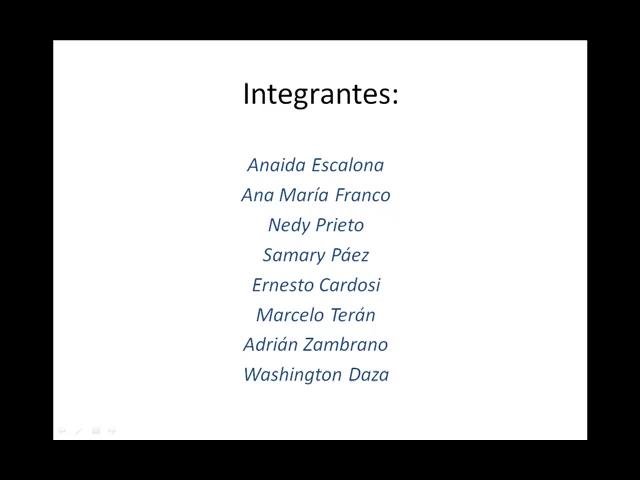 Integrantes:
Anaida Escalona
Ana María Franco
Nedy Prieto
Samary Páez
Ernesto Cardosi
Marcelo Terán
Adrián Zambrano
Washington Daza